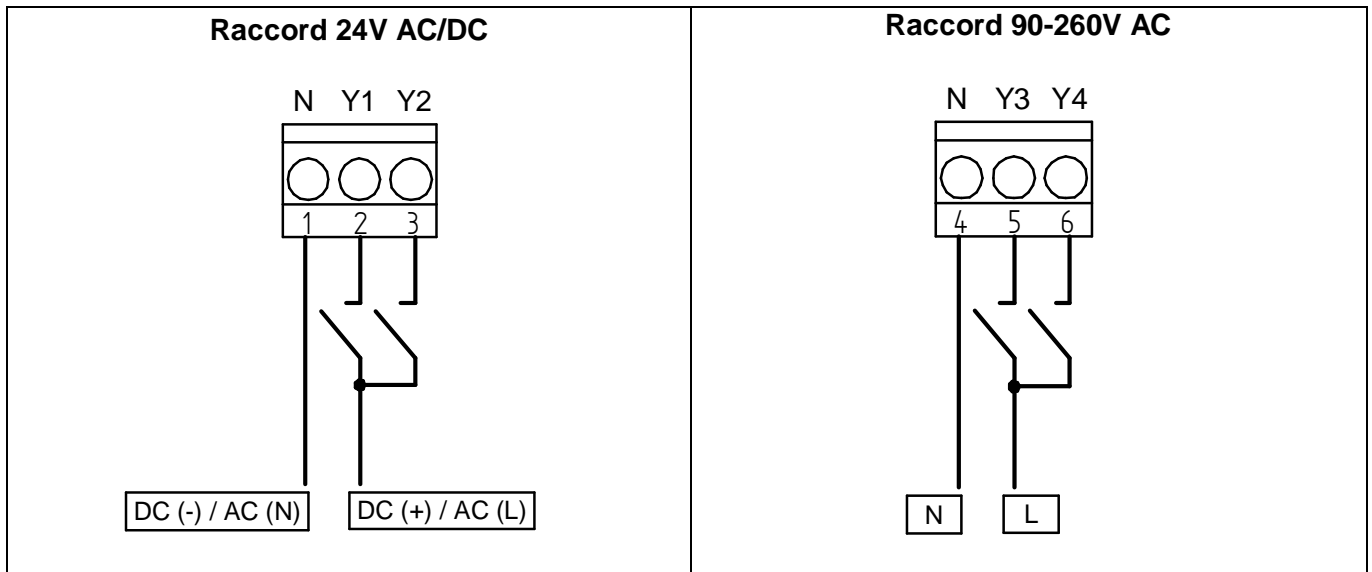 Raccord 24V AC/DC
N Y1 Y2
1 2 3
DC (-) / AC (N)
DC (+) / AC (L)
Raccord 90-260V AC
N Y3 Y4
4 5 6
N
L